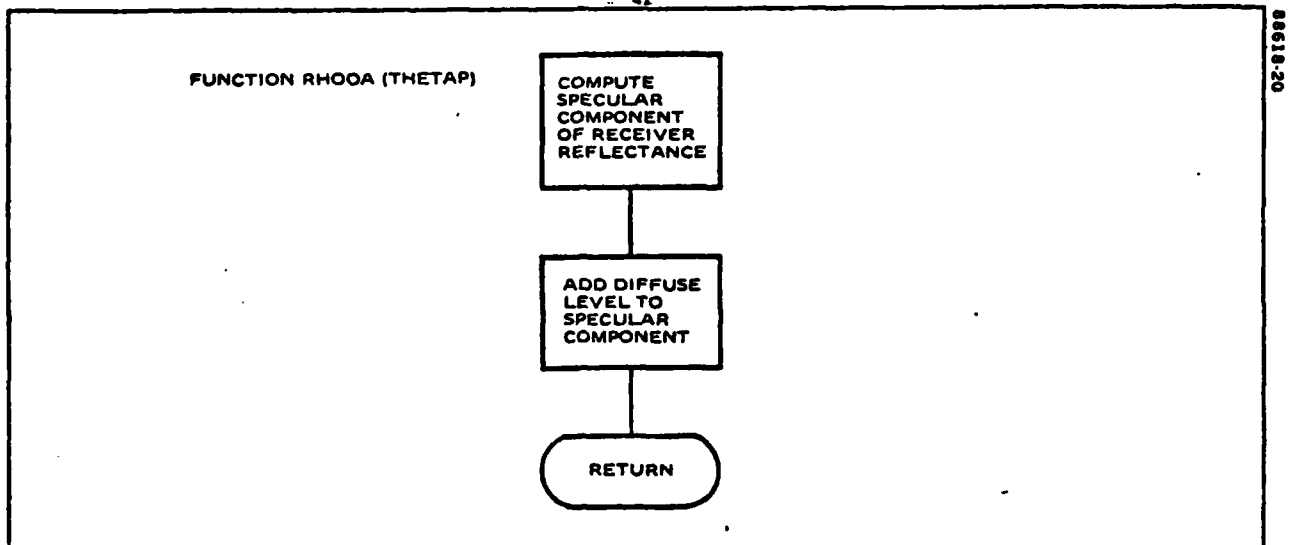 FUNCTION RHOOA (THETAP)
COMPUTE
SPECULAR
COMPONENT
OF RECEIVER
REFLECTANCE
ADD DIFFUSE
LEVEL TO
SPECULAR
COMPONENT
RETURN
88618-20